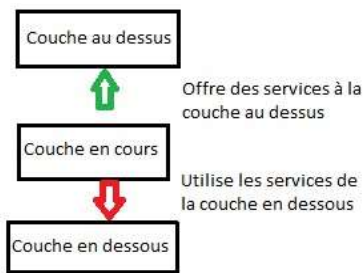 Couche au dessus
Offre des services à la
couche au dessus
Couche en cours
Utilise les services de
la couche en dessous
Couche en dessous